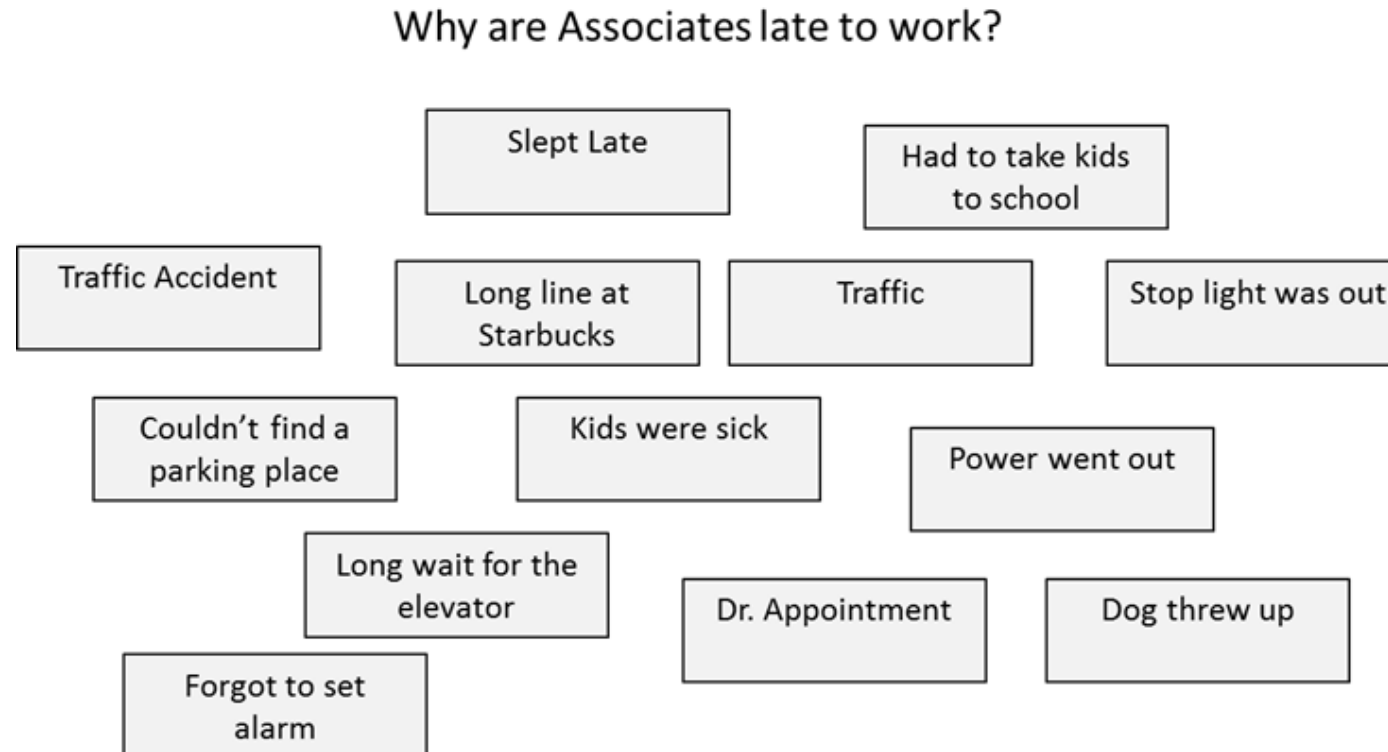 Why are Associates late to work?
Slept Late
Had to take kids
to school
Traffic Accident
Long line at
Starbucks
Traffic
Stop light was out
Couldn’t find a
parking place
Kids were sick
Power went out
Long wait for the
elevator
Dr. Appointment
Dog threw up
Forgot to set
alarm